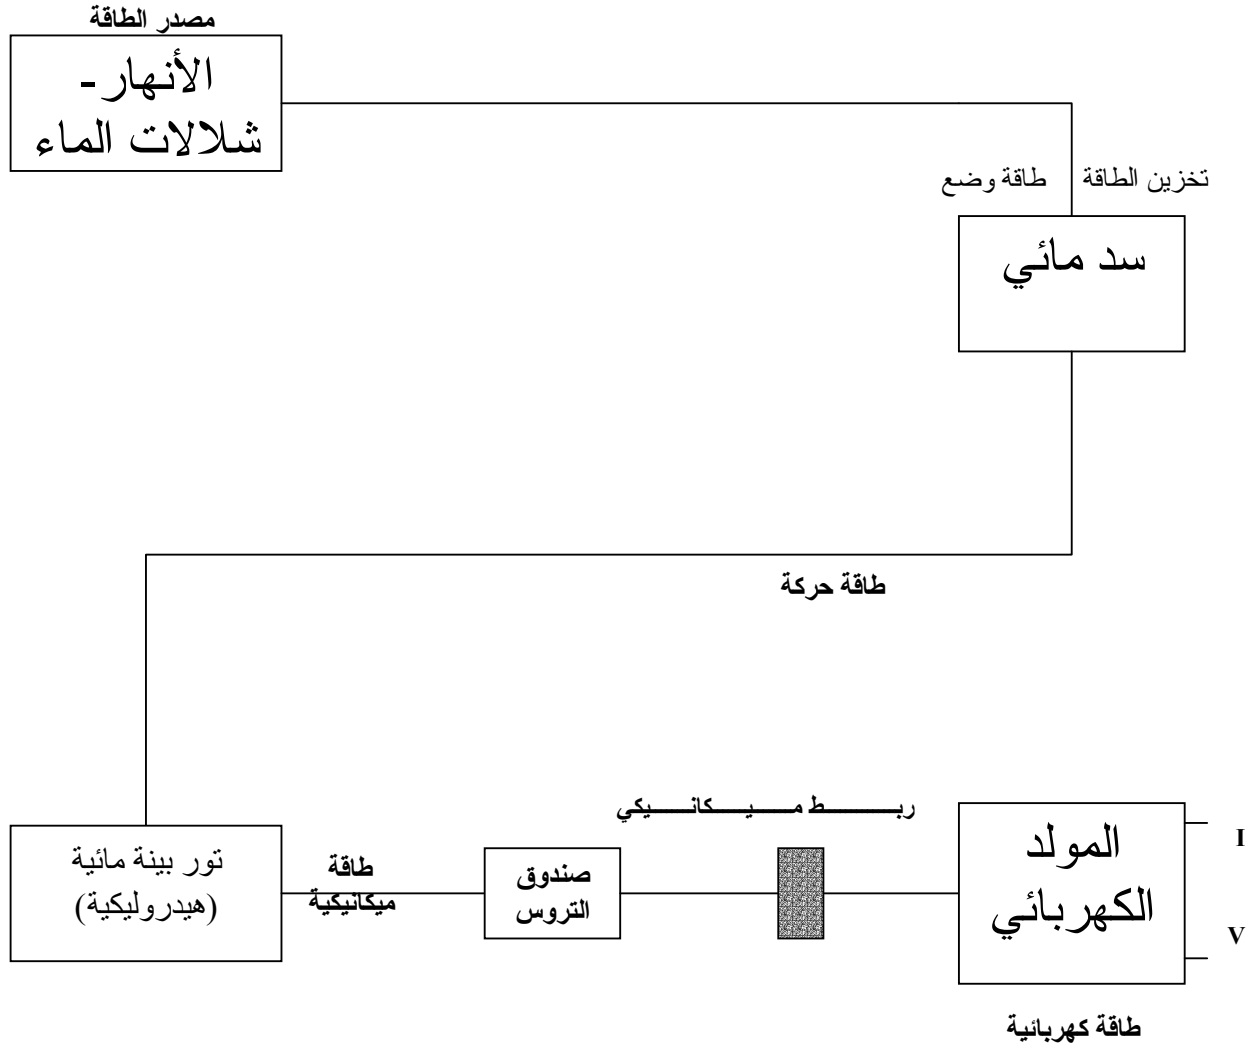 مصدر الطاقة
الأنهار -
شلالات الماء
تخزين الطاقة
طاقة وضع
سد مائي
طاقة حركة
ربـــــــط مـــيـــكانـــيكي
المولد
الكهربائي
I
V
صندوق
التروس
طاقة
ميكانيكية
تور بينة مائية
(هيدروليكية)
طاقة كهربائية